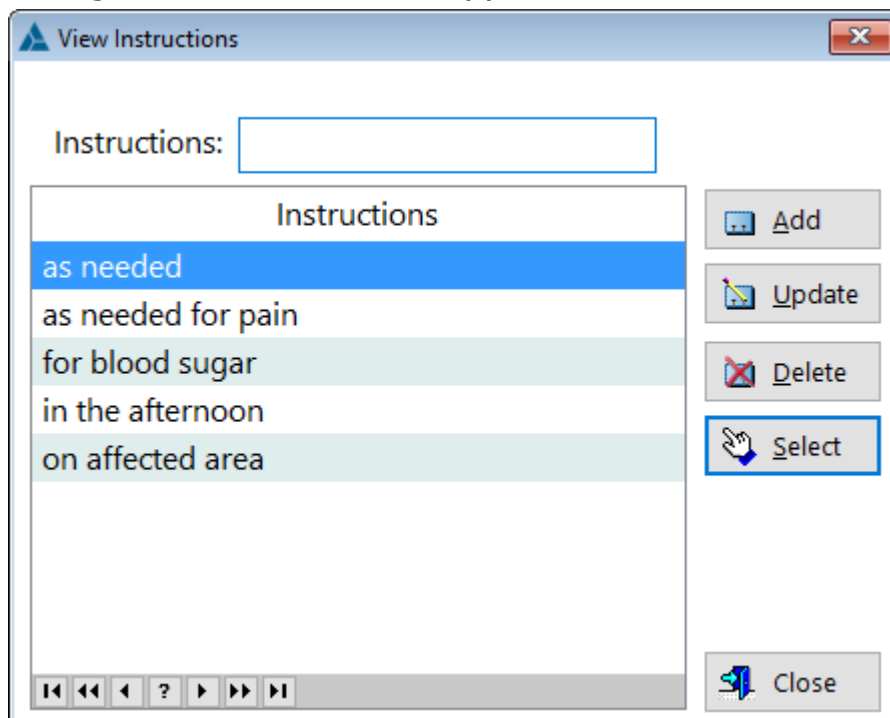 View Instructions
Instructions:
Instructions
as needed
as needed for pain
for blood sugar
in the afternoon
on affected area
Add
Update
Delete
Select
?
Close